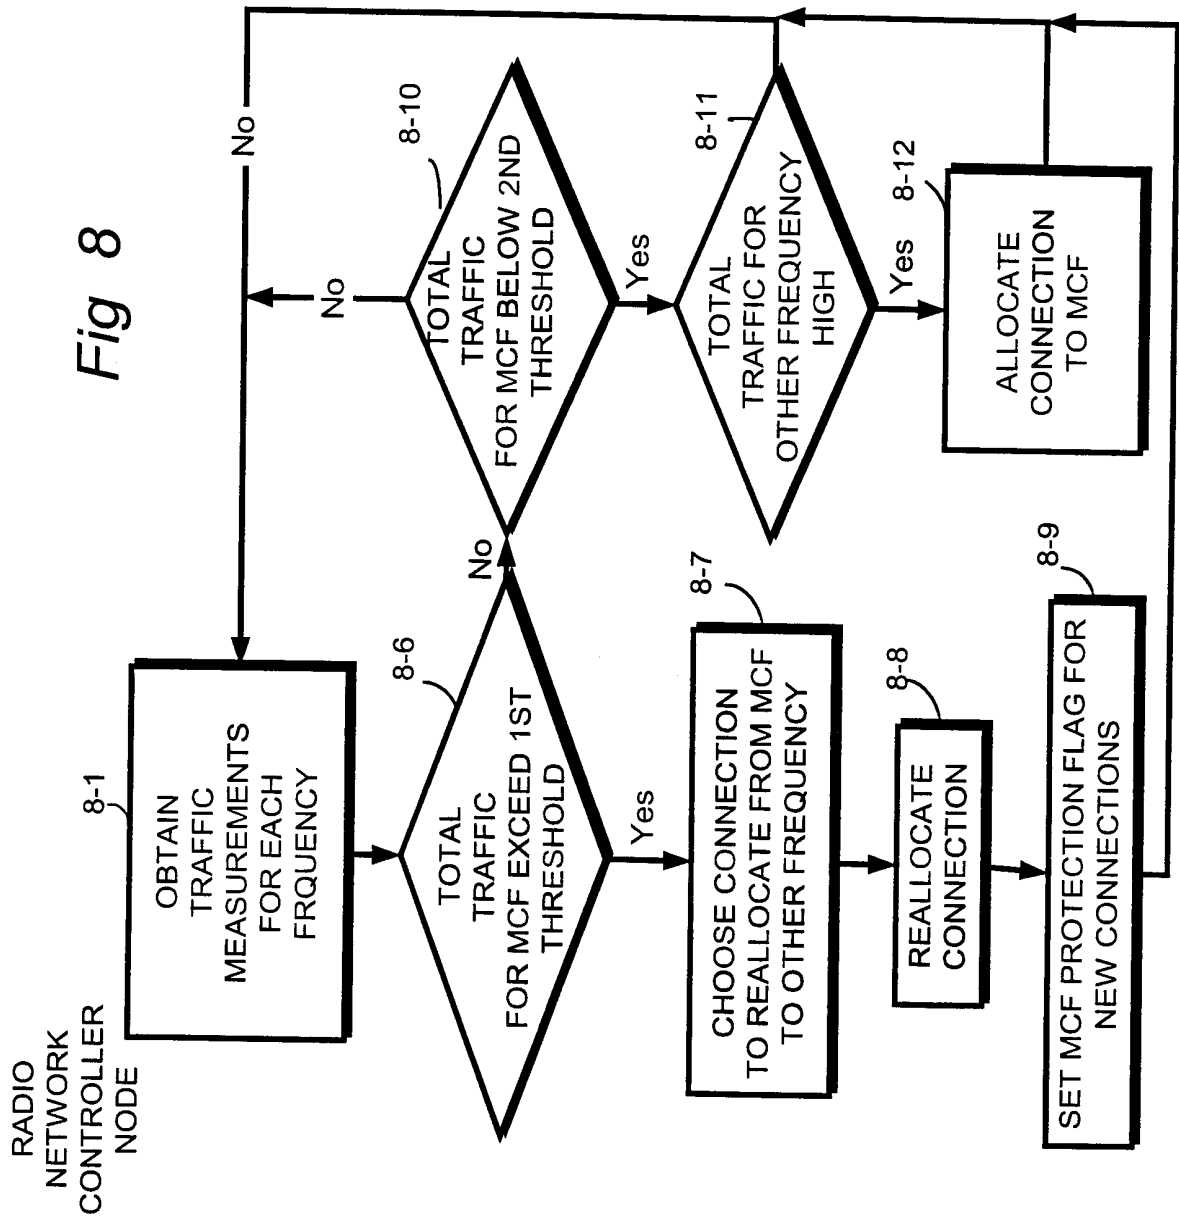 Fig 8
RADIO
NETWORK
CONTROLLER
NODE
8-1
OBTAIN
TRAFFIC
MEASUREMENTS
FOR EACH
FRQUENCY
No
8-6
TOTAL
TRAFFIC
FOR MCF EXCEED 1ST
THRESHOLD
No
Yes
8-10
TOTAL
TRAFFIC
FOR MCF BELOW 2ND
THRESHOLD
No
Yes
8-7
CHOOSE CONNECTION
TO REALLOCATE FROM MCF
TO OTHER FREQUENCY
8-11
TOTAL
TRAFFIC FOR
OTHER FREQUENCY
HIGH
Yes
8-8
REALLOCATE
CONNECTION
8-12
ALLOCATE
CONNECTION
TO MCF
8-9
SET MCF PROTECTION FLAG FOR
NEW CONNECTIONS